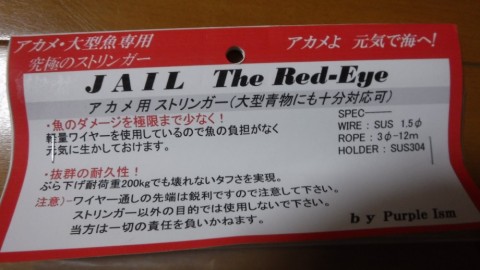 アカメ・大型魚専用
究極のストリンガー
アカメよ 元気で海へ!
JAIL The Red-Eye
アカメ用 ストリンガー(大型青物にも十分対応可)
・魚のダメージを極限まで少なく!
軽量ワイヤーを使用しているので魚の負担がなく
元気に生かしておけます。
SPEC
WIRE : SUS 1.5φ
ROPE : 3φ-12m
HOLDER : SUS304
・抜群の耐久性!
ぶら下げ耐荷重200kgでも壊れないタフさを実現。
注意)-ワイヤー通しの先端は鋭利ですので注意して下さい。
ストリンガー以外の目的では使用しないで下さい。
当方は一切の責任を負いかねます。
by Purple Ism